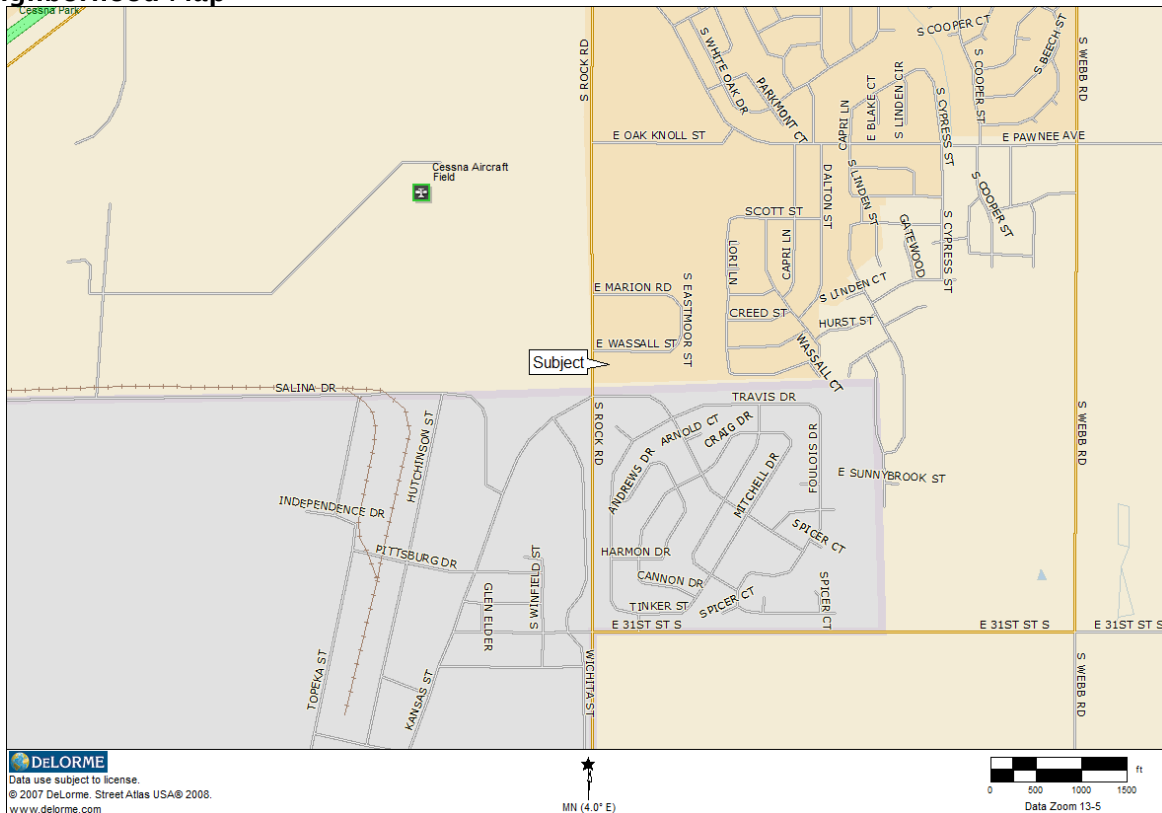 ighborhood Map
Cessna Park
S ROCK RD
S WHITE OAK DR
PARKMONT CT
S COOPER CT
S COOPER ST
S BEECH ST
S WEBB RD
CAPRI LN
E BLAKE CT
S LINDEN CIR
S CYPRESS ST
E OAK KNOLL ST
E PAWNEE AVE
Cessna Aircraft
Field
DALTON ST
S LINDEN ST
S COOPER ST
SCOTT ST
GATEWOOD
S CYPRESS ST
LORI LN
CAPRI LN
E MARION RD
S EASTMOOR ST
S LINDEN CT
CREED ST
HURST ST
E WASSALL ST
WASSALL CT
Subject
SALINA DR
TRAVIS DR
S ROCK RD
ARNOLD CT
CRAIG DR
S WEBB RD
HUTCHINSON ST
ANDREWS DR
MITCHELL DR
FOULOIS DR
E SUNNYBROOK ST
INDEPENDENCE DR
SPICER CT
PITTSBURG DR
HARMON DR
S WINFIELD ST
CANNON DR
GLEN ELDER
TINKER ST
SPICER CT
SPICER CT
E 31ST ST S
E 31ST ST S
E 31ST ST S
TOPEKA ST
KANSAS ST
WICHITA ST
S WEBB RD
DELORME
Data use subject to license.
© 2007 DeLorme. Street Atlas USA® 2008.
www.delorme.com
MN (4.0° E)
ft
0 500 1000 1500
Data Zoom 13-5